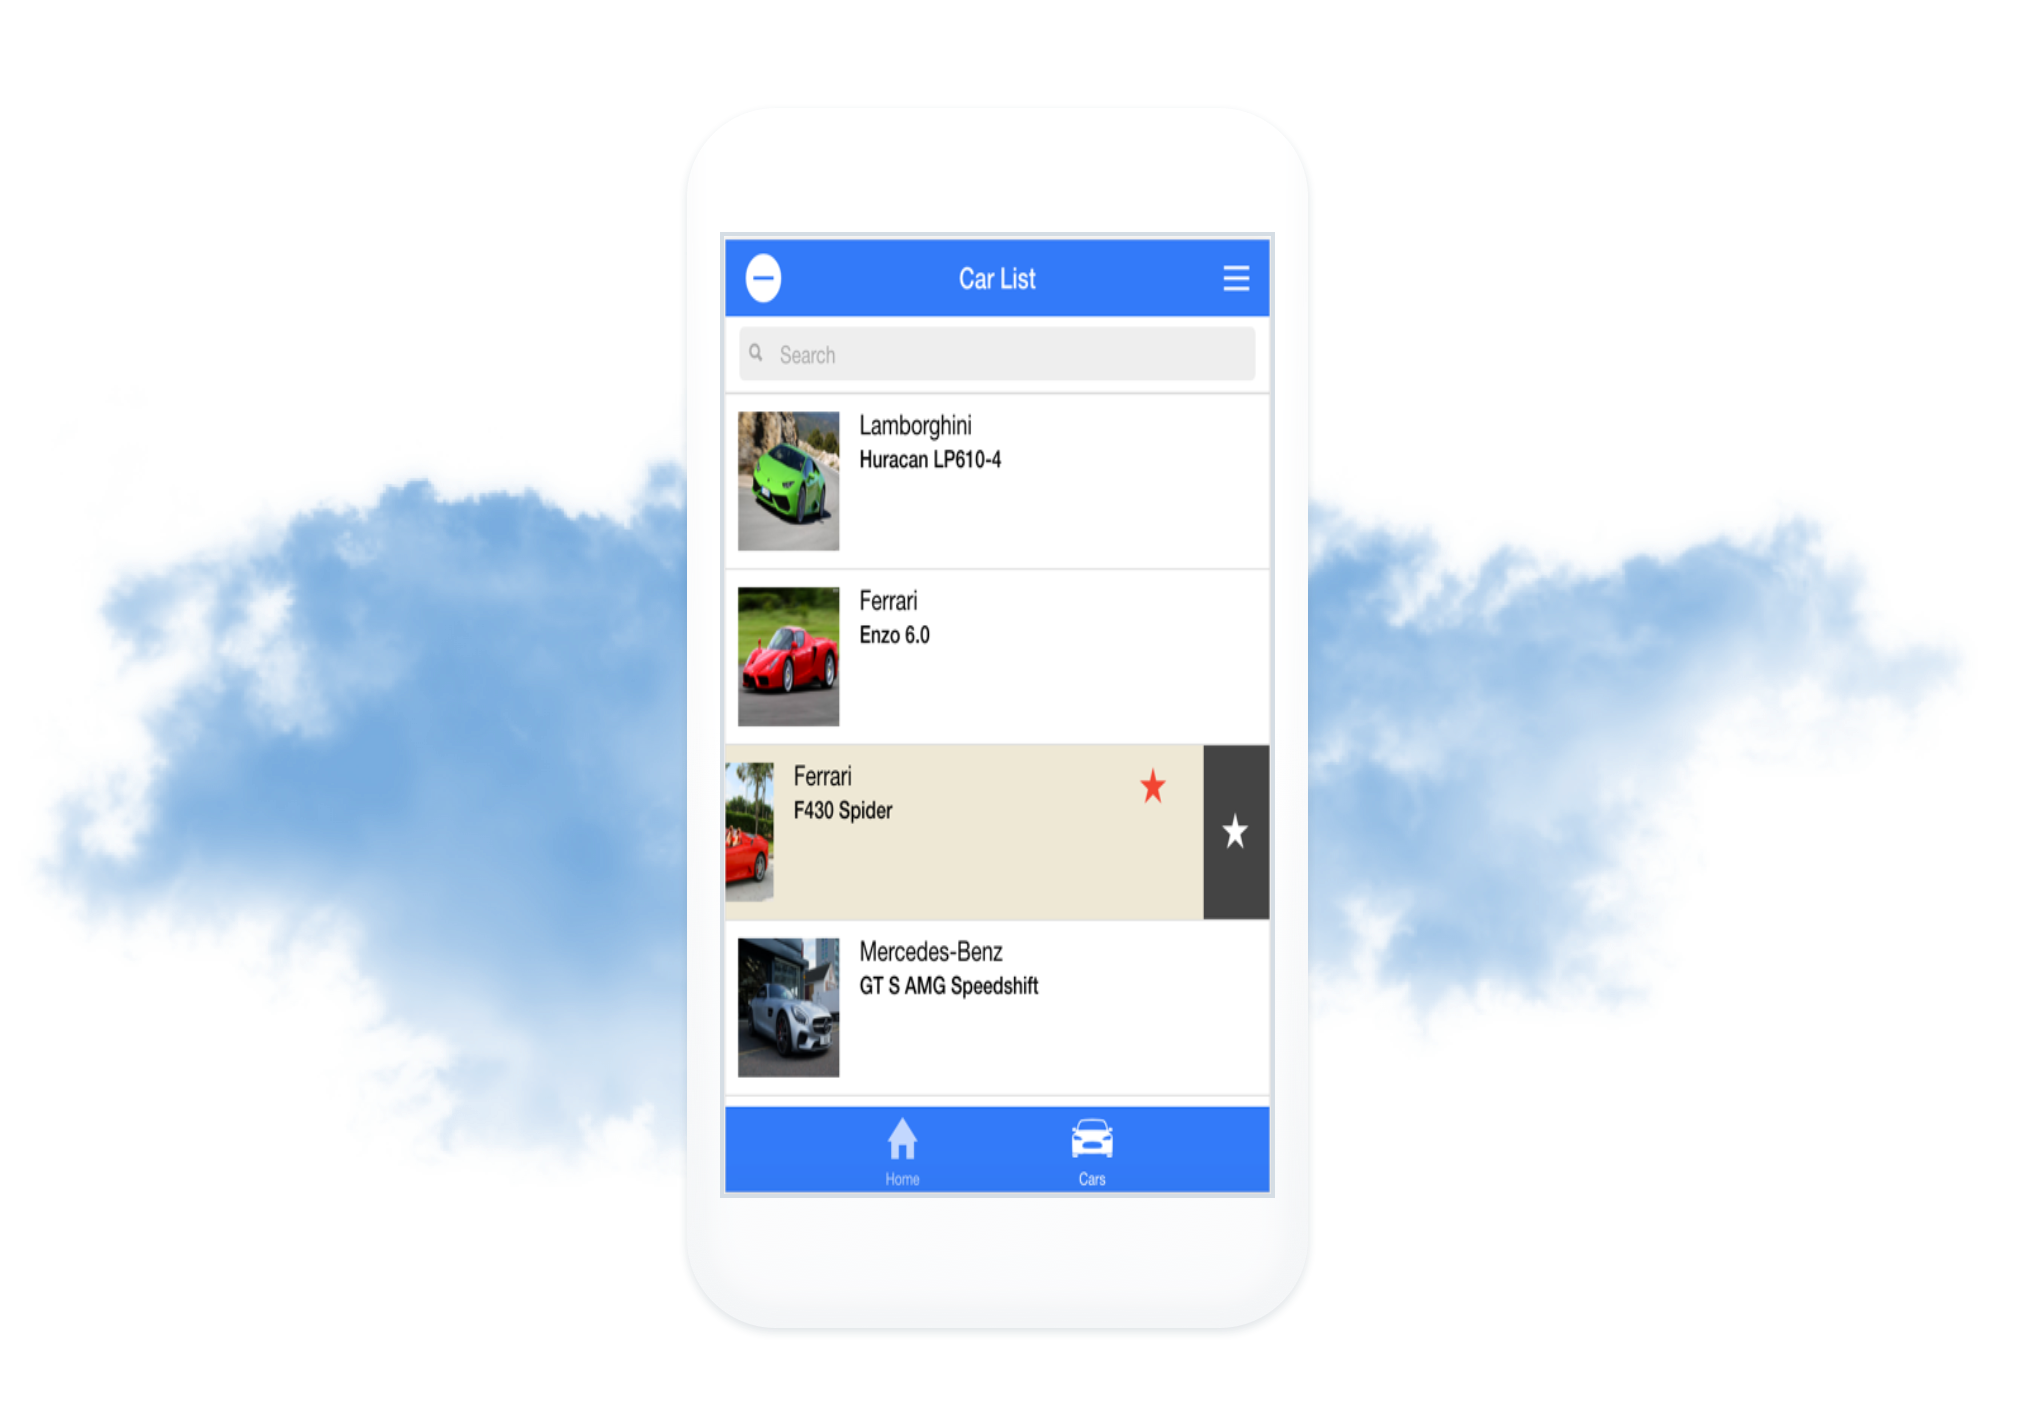 Car List
Search
Lamborghini
Huracan LP610-4
Ferrari
Enzo 6.0
Ferrari
F430 Spider
Mercedes-Benz
GT S AMG Speedshift
Home
Cars